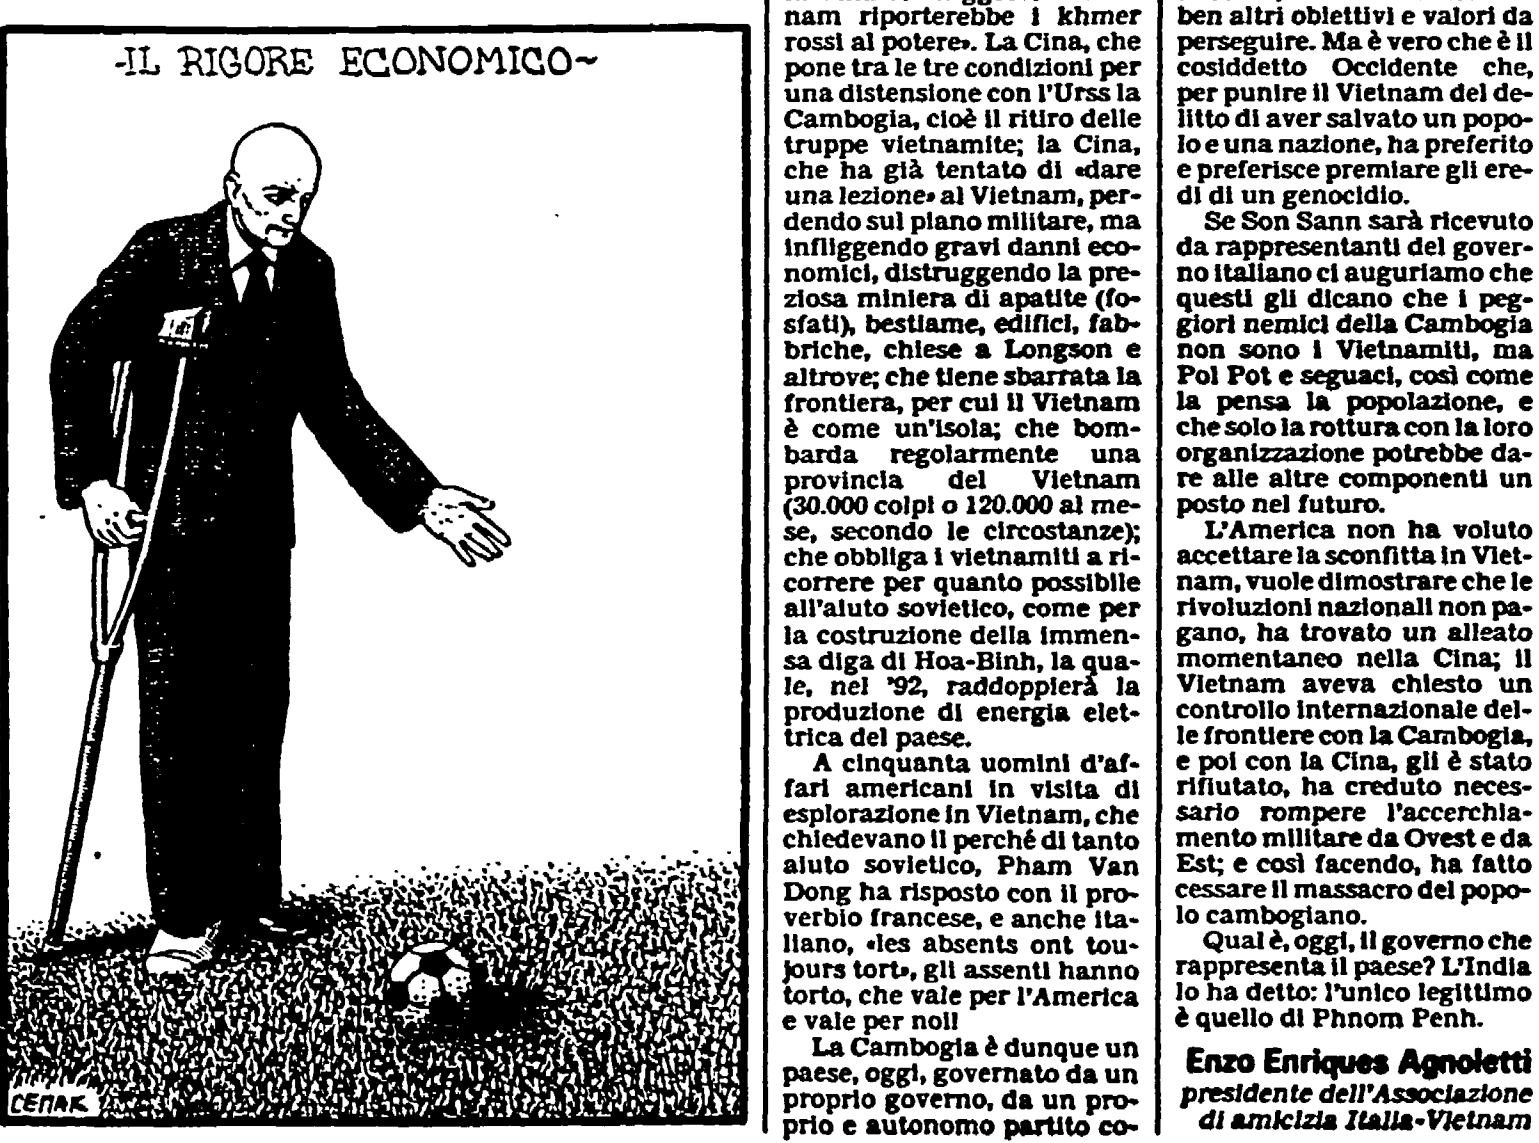 -IL RIGORE ECONOMICO~
CEMAK
nam riporterebbe i khmer
rossi al potere». La Cina, che
pone tra le tre condizioni per
una distensione con l'Urss la
Cambogia, cioè il ritiro delle
truppe vietnamite; la Cina,
che ha già tentato di «dare
una lezione» al Vietnam, per-
dendo sul piano militare, ma
infliggendo gravi danni eco-
nomici, distruggendo la pre-
ziosa miniera di apatite (fo-
sfati), bestiame, edifici, fab-
briche, chiese a Longson e
altrove; che tiene sbarrata la
frontiera, per cui il Vietnam
è come un'isola; che bom-
barda regolarmente una
provincia del Vietnam
(30.000 colpi o 120.000 al me-
se, secondo le circostanze);
che obbliga i vietnamiti a ri-
correre per quanto possibile
all'aiuto sovietico, come per
la costruzione della immen-
sa diga di Hoa-Binh, la qua-
le, nel '92, raddoppierà la
produzione di energia elet-
trica del paese.
A cinquanta uomini d'af-
fari americani in visita di
esplorazione in Vietnam, che
chiedevano il perché di tanto
aiuto sovietico, Pham Van
Dong ha risposto con il pro-
verbio francese, e anche ita-
liano, «les absents ont tou-
jours tort», gli assenti hanno
torto, che vale per l'America
e vale per noi!
La Cambogia è dunque un
paese, oggi, governato da un
proprio governo, da un pro-
prio e autonomo partito co-
ben altri obiettivi e valori da
perseguire. Ma è vero che è il
cosiddetto Occidente che,
per punire il Vietnam del de-
litto di aver salvato un popo-
lo e una nazione, ha preferito
e preferisce premiare gli ere-
di di un genocidio.
Se Son Sann sarà ricevuto
da rappresentanti del gover-
no italiano ci auguriamo che
questi gli dicano che i peg-
giori nemici della Cambogia
non sono i Vietnamiti, ma
Pol Pot e seguaci, così come
la pensa la popolazione, e
che solo la rottura con la loro
organizzazione potrebbe da-
re alle altre componenti un
posto nel futuro.
L'America non ha voluto
accettare la sconfitta in Viet-
nam, vuole dimostrare che le
rivoluzioni nazionali non pa-
gano, ha trovato un alleato
momentaneo nella Cina; il
Vietnam aveva chiesto un
controllo internazionale del-
le frontiere con la Cambogia,
e poi con la Cina, gli è stato
rifiutato, ha creduto neces-
sario rompere l'accerchia-
mento militare da Ovest e da
Est; e così facendo, ha fatto
cessare il massacro del popo-
lo cambogiano.
Qual è, oggi, il governo che
rappresenta il paese? L'India
lo ha detto: l'unico legittimo
è quello di Phnom Penh.
Enzo Enriques Agnoletti
presidente dell'Associazione
di amicizia Italia-Vietnam